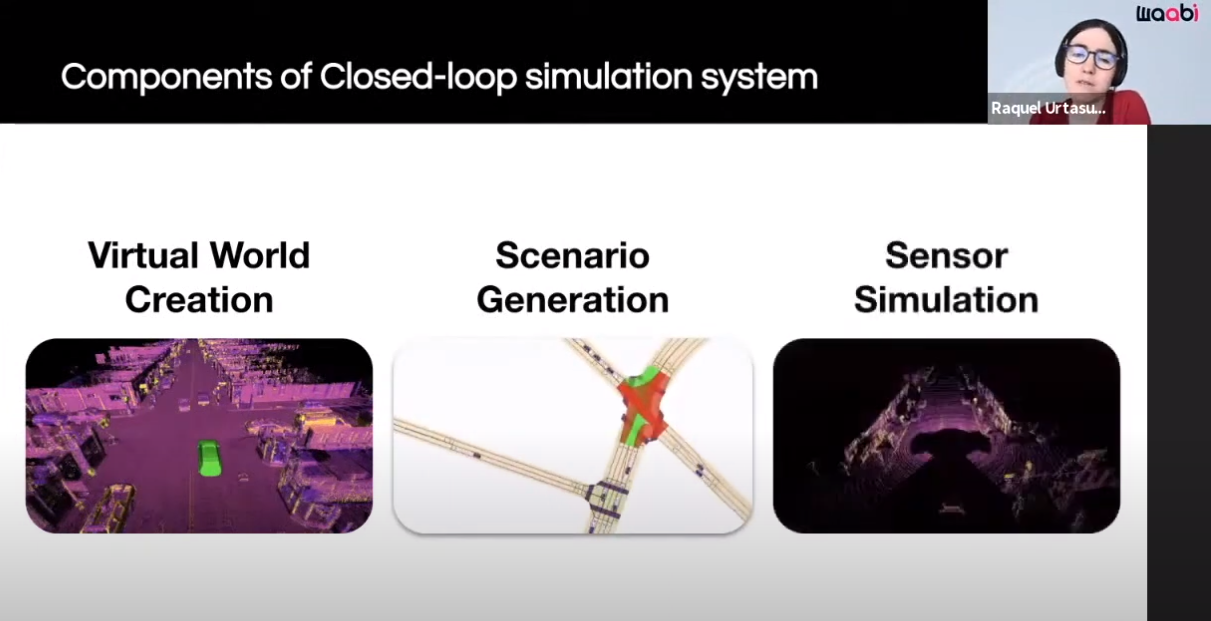 waabi
Components of Closed-loop simulation system
Raquel Urtasu...
Virtual World
Creation
Scenario
Generation
Sensor
Simulation